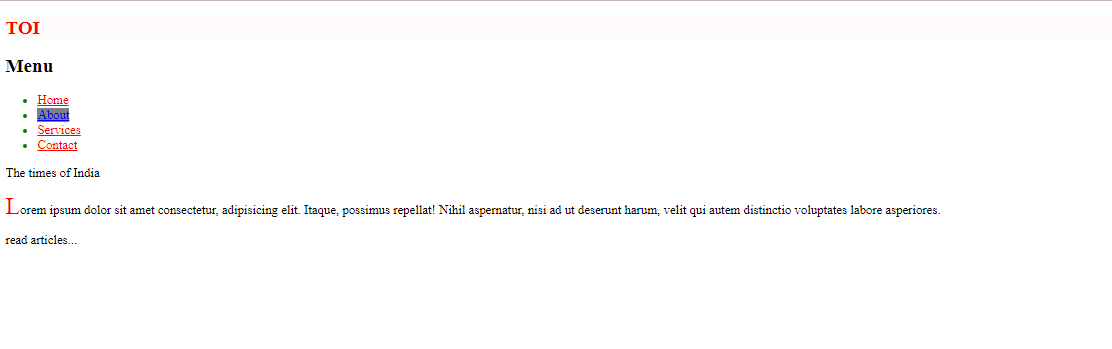 TOI
Menu
Home
About
Services
Contact
The times of India
Lorem ipsum dolor sit amet consectetur, adipisicing elit. Itaque, possimus repellat! Nihil aspernatur, nisi ad ut deserunt harum, velit qui autem distinctio voluptates labore asperiores.
read articles...